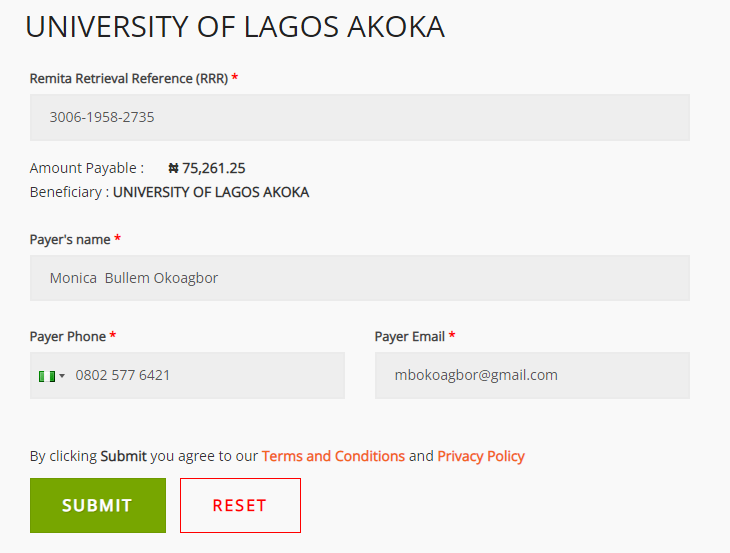 UNIVERSITY OF LAGOS AKOKA
Remita Retrieval Reference (RRR) *
3006-1958-2735
Amount Payable : ₦ 75,261.25
Beneficiary : UNIVERSITY OF LAGOS AKOKA
Payer's name *
Monica Bullem Okoagbor
Payer Phone * Payer Email *
0802 577 6421 mbokoagbor@gmail.com
By clicking Submit you agree to our Terms and Conditions and Privacy Policy
SUBMIT RESET